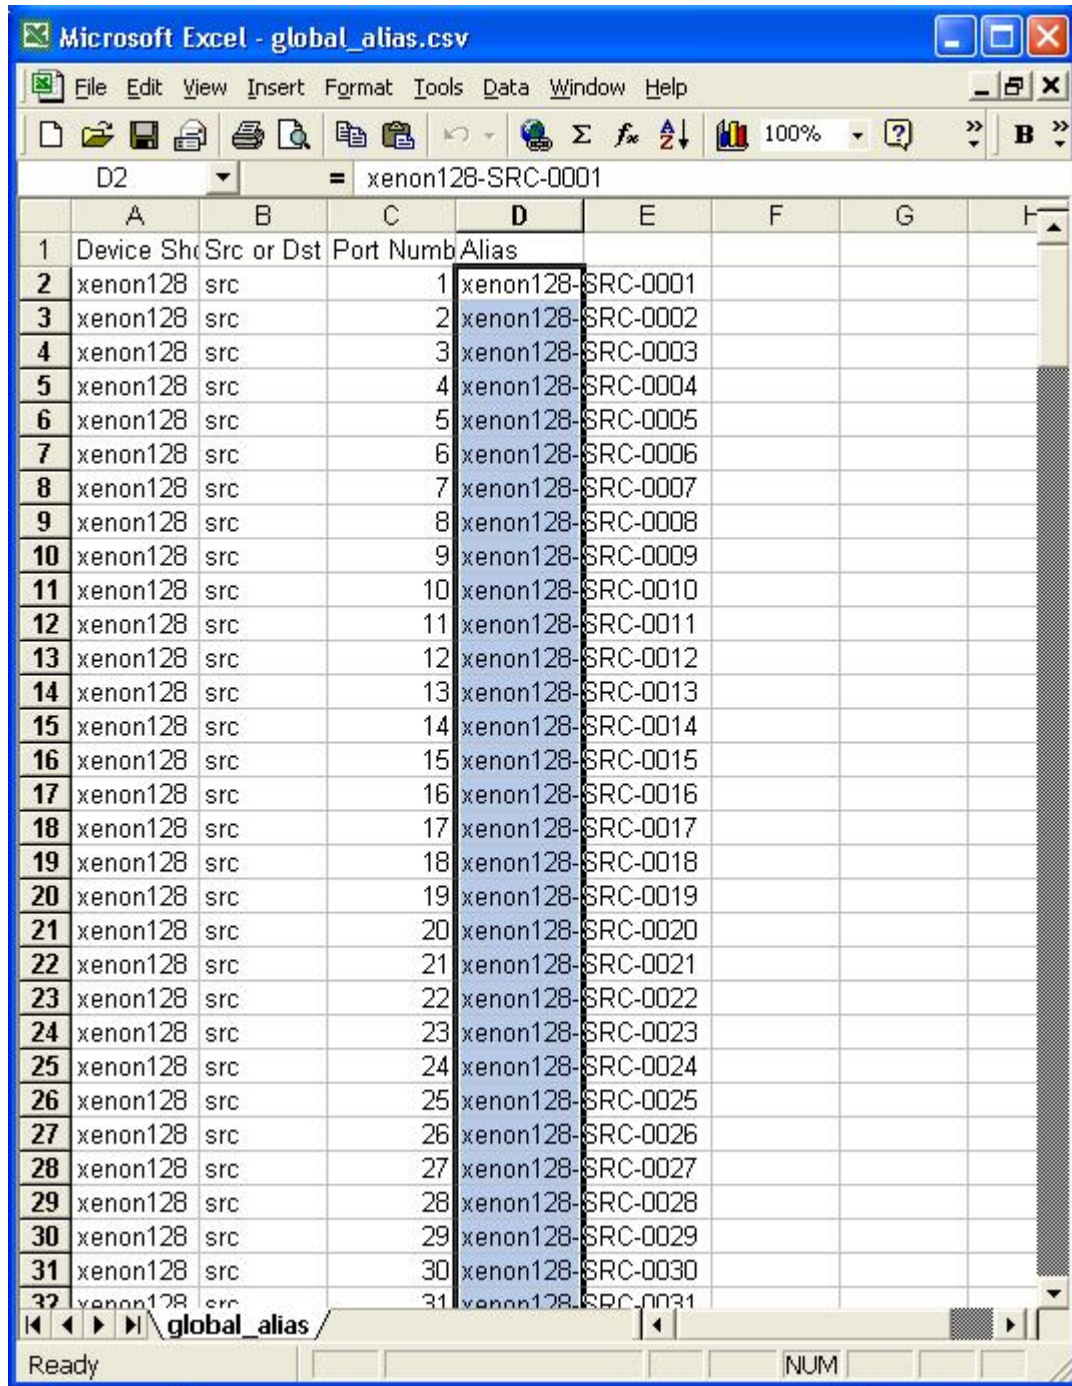 Microsoft Excel - global_alias.csv
File Edit View Insert Format Tools Data Window Help
100% B
D2 = xenon128-SRC-0001
A B C D E F G H
1 Device Sho Src or Dst Port Numb Alias
2 xenon128 src 1 xenon128-SRC-0001
3 xenon128 src 2 xenon128-SRC-0002
4 xenon128 src 3 xenon128-SRC-0003
5 xenon128 src 4 xenon128-SRC-0004
6 xenon128 src 5 xenon128-SRC-0005
7 xenon128 src 6 xenon128-SRC-0006
8 xenon128 src 7 xenon128-SRC-0007
9 xenon128 src 8 xenon128-SRC-0008
10 xenon128 src 9 xenon128-SRC-0009
11 xenon128 src 10 xenon128-SRC-0010
12 xenon128 src 11 xenon128-SRC-0011
13 xenon128 src 12 xenon128-SRC-0012
14 xenon128 src 13 xenon128-SRC-0013
15 xenon128 src 14 xenon128-SRC-0014
16 xenon128 src 15 xenon128-SRC-0015
17 xenon128 src 16 xenon128-SRC-0016
18 xenon128 src 17 xenon128-SRC-0017
19 xenon128 src 18 xenon128-SRC-0018
20 xenon128 src 19 xenon128-SRC-0019
21 xenon128 src 20 xenon128-SRC-0020
22 xenon128 src 21 xenon128-SRC-0021
23 xenon128 src 22 xenon128-SRC-0022
24 xenon128 src 23 xenon128-SRC-0023
25 xenon128 src 24 xenon128-SRC-0024
26 xenon128 src 25 xenon128-SRC-0025
27 xenon128 src 26 xenon128-SRC-0026
28 xenon128 src 27 xenon128-SRC-0027
29 xenon128 src 28 xenon128-SRC-0028
30 xenon128 src 29 xenon128-SRC-0029
31 xenon128 src 30 xenon128-SRC-0030
32 xenon128 src 31 xenon128-SRC-0031
global_alias
Ready NUM